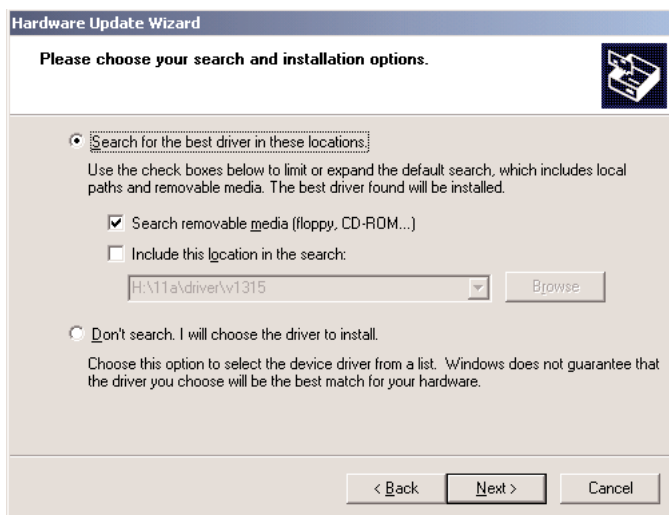 Hardware Update Wizard
Please choose your search and installation options.
Search for the best driver in these locations.
Use the check boxes below to limit or expand the default search, which includes local
paths and removable media. The best driver found will be installed.
Search removable media (floppy, CD-ROM...)
Include this location in the search:
H:\11a\driver\v1315
Browse
Don't search. I will choose the driver to install.
Choose this option to select the device driver from a list. Windows does not guarantee that
the driver you choose will be the best match for your hardware.
< Back
Next >
Cancel